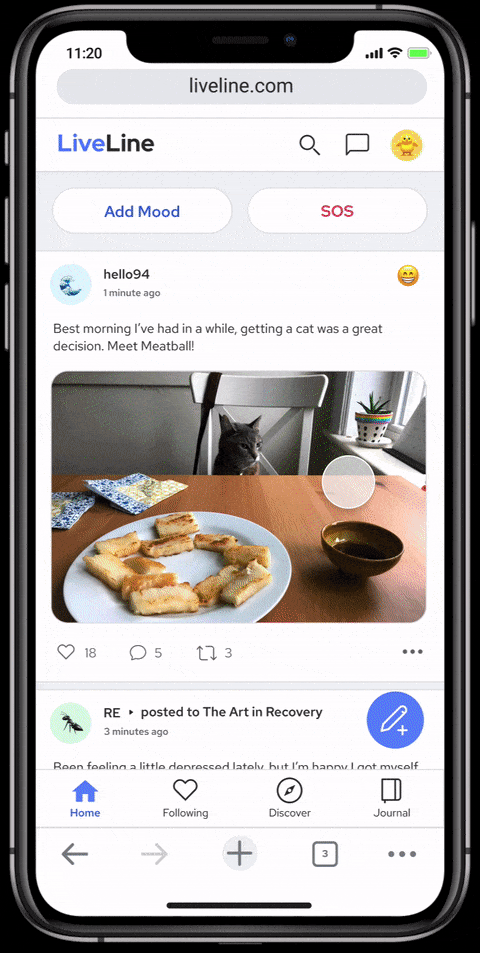 11:20
liveline.com
LiveLine
Add Mood
SOS
hello94
1 minute ago
Best morning I've had in a while, getting a cat was a great
decision. Meet Meatball!
18
5
3
RE ‣ posted to The Art in Recovery
3 minutes ago
Been feeling a little depressed lately, but I'm happy I got myself
Home
Following
Discover
Journal
3